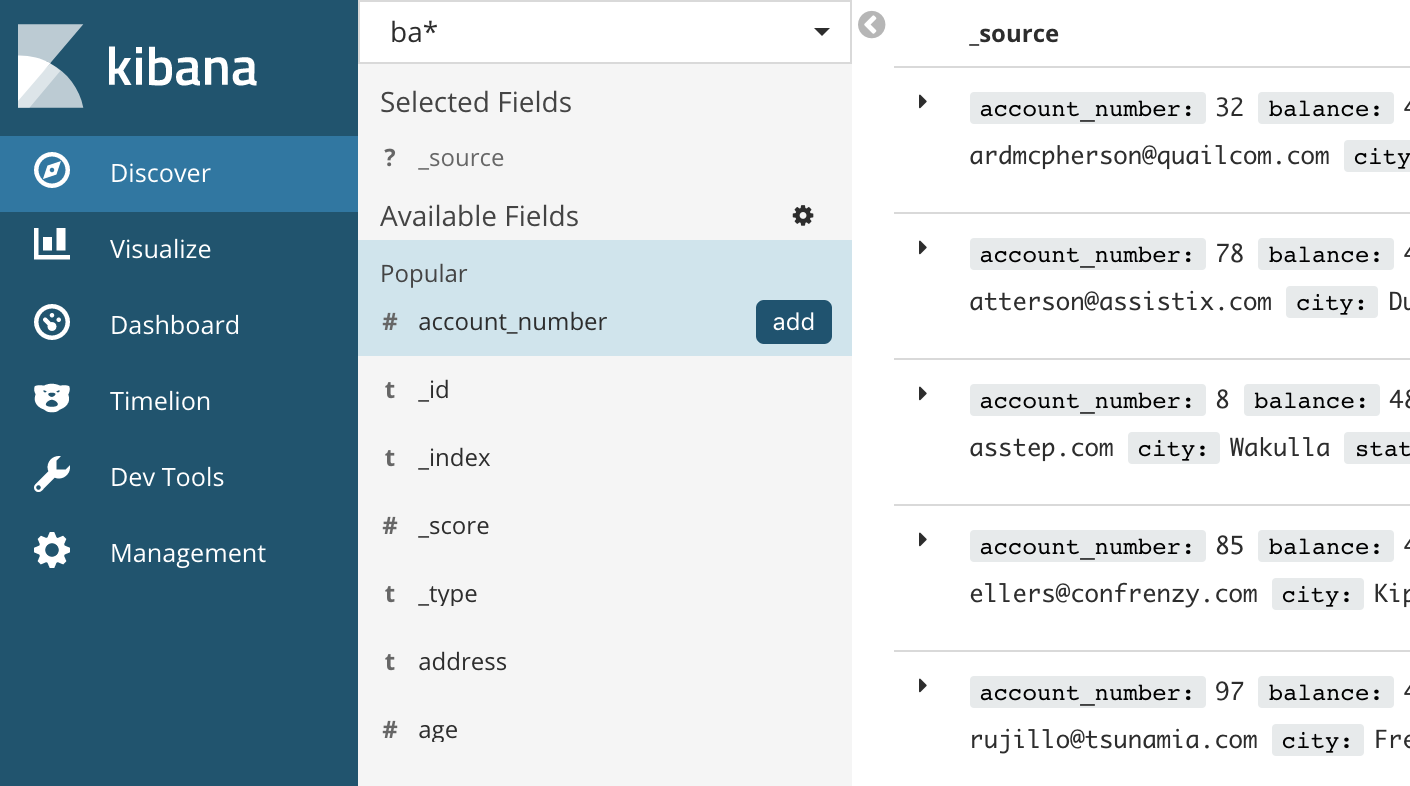 kibana
Discover
Visualize
Dashboard
Timelion
Dev Tools
Management
ba*
Selected Fields
? _source
Available Fields
Popular
# account_number add
t _id
t _index
# _score
t _type
t address
# age
_source
account_number: 32 balance: 4
ardmcpherson@quailcom.com city
account_number: 78 balance: 4
atterson@assistix.com city: Du
account_number: 8 balance: 48
asstep.com city: Wakulla stat
account_number: 85 balance: 4
ellers@confrenzy.com city: Kip
account_number: 97 balance: 4
rujillo@tsunamia.com city: Fre